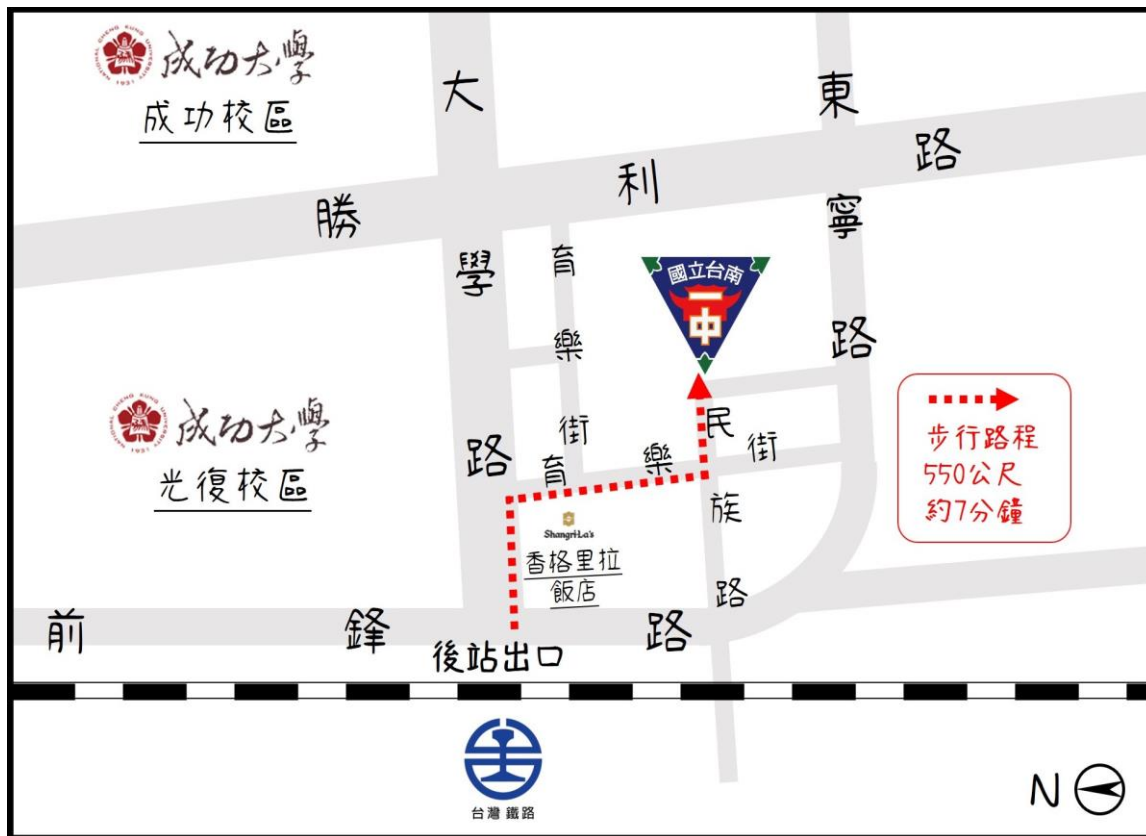 成功大學
成功校區
大學路
東寧路
勝利路
育樂街
國立台南
一中
成功大學
光復校區
民族路
育樂街
步行路程
550公尺
約7分鐘
Shangri-La's
香格里拉
飯店
前鋒路
後站出口
台灣鐵路
N